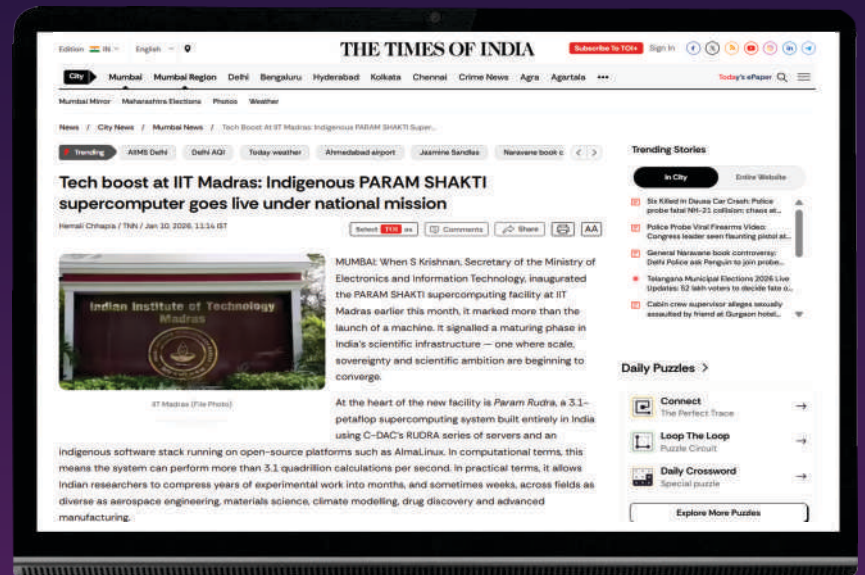 Edition IN English
THE TIMES OF INDIA
Subscribe To TOI+ Sign In
City Mumbai Mumbai Region Delhi Bengaluru Hyderabad Kolkata Chennai Crime News Agra Agartala •••
Today's ePaper
Mumbai Mirror Maharashtra Elections Photos Weather
News / City News / Mumbai News / Tech Boost At IIT Madras: Indigenous PARAM SHAKTI Super...
Trending AIIMS Delhi Delhi AQI Today weather Ahmedabad airport Jasmine Sandlas Naravane book c
Tech boost at IIT Madras: Indigenous PARAM SHAKTI
supercomputer goes live under national mission
Hemali Chhapia / TNN / Jan 10, 2026, 11:14 IST
Select TOI as Comments Share AA
Indian Institute of Technology
Madras
IIT Madras (File Photo)
MUMBAI: When S Krishnan, Secretary of the Ministry of
Electronics and Information Technology, inaugurated
the PARAM SHAKTI supercomputing facility at IIT
Madras earlier this month, it marked more than the
launch of a machine. It signalled a maturing phase in
India's scientific infrastructure — one where scale,
sovereignty and scientific ambition are beginning to
converge.
At the heart of the new facility is Param Rudra, a 3.1-
petaflop supercomputing system built entirely in India
using C-DAC's RUDRA series of servers and an
indigenous software stack running on open-source platforms such as AlmaLinux. In computational terms, this
means the system can perform more than 3.1 quadrillion calculations per second. In practical terms, it allows
Indian researchers to compress years of experimental work into months, and sometimes weeks, across fields as
diverse as aerospace engineering, materials science, climate modelling, drug discovery and advanced
manufacturing.
Trending Stories
In City Entire Website
Six Killed in Dausa Car Crash: Police
probe fatal NH-21 collision; chaos at...
Police Probe Viral Firearms Video:
Congress leader seen flaunting pistol at...
General Naravane book controversy:
Delhi Police ask Penguin to join probe...
Telangana Municipal Elections 2026 Live
Updates: 52 lakh voters to decide fate o...
Cabin crew supervisor alleges sexually
assaulted by friend at Gurgaon hotel...
Daily Puzzles
Connect
The Perfect Trace
Loop The Loop
Puzzle Circuit
Daily Crossword
Special puzzle
Explore More Puzzles